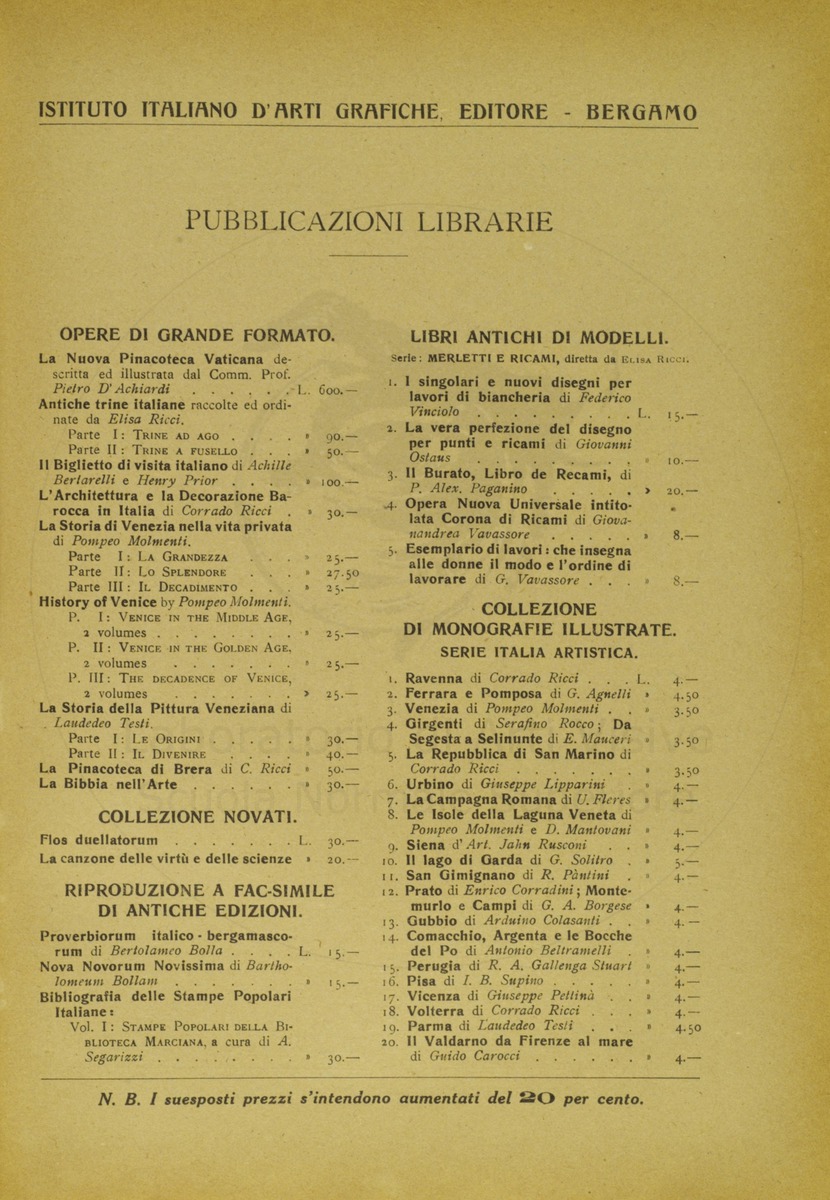 ISTITUTO ITALIANO D'ARTI GRAFICHE, EDITORE - BERGAMO
PUBBLICAZIONI LIBRARIE
OPERE DI GRANDE FORMATO.
La Nuova Pinacoteca Vaticana de-
scritta ed illustrata dal Comm. Prof.
Pietro D'Achiardi . . . . . . L. 600.—
Antiche trine italiane raccolte ed ordi-
nate da Elisa Ricci.
Parte I: TRINE AD AGO . . . . » 90.—
Parte II: TRINE A FUSELLO . . . » 50.—
Il Biglietto di visita italiano di Achille
Bertarelli e Henry Prior . . . . » 100.—
L'Architettura e la Decorazione Ba-
rocca in Italia di Corrado Ricci . » 30.—
La Storia di Venezia nella vita privata
di Pompeo Molmenti.
Parte I: LA GRANDEZZA . . . » 25.—
Parte II: LO SPLENDORE . . . » 27.50
Parte III: IL DECADIMENTO . . . » 25.—
History of Venice by Pompeo Molmenti.
P. I: VENICE IN THE MIDDLE AGE,
2 volumes . . . . . . . . » 25.—
P. II: VENICE IN THE GOLDEN AGE,
2 volumes . . . . . . . » 25.—
P. III: THE DECADENCE OF VENICE,
2 volumes . . . . . . . » 25.—
La Storia della Pittura Veneziana di
Laudedeo Testi.
Parte I: LE ORIGINI . . . . . » 30.—
Parte II: IL DIVENIRE . . . . » 40.—
La Pinacoteca di Brera di C. Ricci » 50.—
La Bibbia nell'Arte . . . . . . » 30.—
COLLEZIONE NOVATI.
Flos duellatorum . . . . . . . L. 30.—
La canzone delle virtù e delle scienze » 20.—
RIPRODUZIONE A FAC-SIMILE
DI ANTICHE EDIZIONI.
Proverbiorum italico-bergamasco-
rum di Bertolameo Bolla . . . . L. 15.—
Nova Novorum Novissima di Bartho-
lomeum Bollam . . . . . . . » 15.—
Bibliografia delle Stampe Popolari
Italiane:
Vol. I: STAMPE POPOLARI DELLA BI-
BLIOTECA MARCIANA, a cura di A.
Segarizzi . . . . . . . . » 30.—
LIBRI ANTICHI DI MODELLI.
Serie: MERLETTI E RICAMI, diretta da ELISA RICCI.
1. I singolari e nuovi disegni per
lavori di biancheria di Federico
Vinciolo . . . . . . . . . L. 15.—
2. La vera perfezione del disegno
per punti e ricami di Giovanni
Ostaus . . . . . . . . . » 10.—
3. Il Burato, Libro de Recami, di
P. Alex. Paganino . . . . . » 20.—
4. Opera Nuova Universale intito-
lata Corona di Ricami di Giova-
nandrea Vavassore . . . . . » 8.—
5. Esemplario di lavori: che insegna
alle donne il modo e l'ordine di
lavorare di G. Vavassore . . . » 8.—
COLLEZIONE
DI MONOGRAFIE ILLUSTRATE.
SERIE ITALIA ARTISTICA.
1. Ravenna di Corrado Ricci . . . L. 4.—
2. Ferrara e Pomposa di G. Agnelli » 4.50
3. Venezia di Pompeo Molmenti . . » 3.50
4. Girgenti di Serafino Rocco; Da
Segesta a Selinunte di E. Mauceri » 3.50
5. La Repubblica di San Marino di
Corrado Ricci . . . . . . . » 3.50
6. Urbino di Giuseppe Lipparini . » 4.—
7. La Campagna Romana di U. Fleres » 4.—
8. Le Isole della Laguna Veneta di
Pompeo Molmenti e D. Mantovani » 4.—
9. Siena d'Art. Jahn Rusconi . . » 4.—
10. Il lago di Garda di G. Solitro . » 5.—
11. San Gimignano di R. Pàntini . » 4.—
12. Prato di Enrico Corradini; Monte-
murlo e Campi di G. A. Borgese » 4.—
13. Gubbio di Arduino Colasanti . . » 4.—
14. Comacchio, Argenta e le Bocche
del Po di Antonio Beltramelli . » 4.—
15. Perugia di R. A. Gallenga Stuart » 4.—
16. Pisa di I. B. Supino . . . . . » 4.—
17. Vicenza di Giuseppe Pettinà . . » 4.—
18. Volterra di Corrado Ricci . . . » 4.—
19. Parma di Laudedeo Testi . . . » 4.50
20. Il Valdarno da Firenze al mare
di Guido Carocci . . . . . . » 4.—
N. B. I suesposti prezzi s'intendono aumentati del 20 per cento.